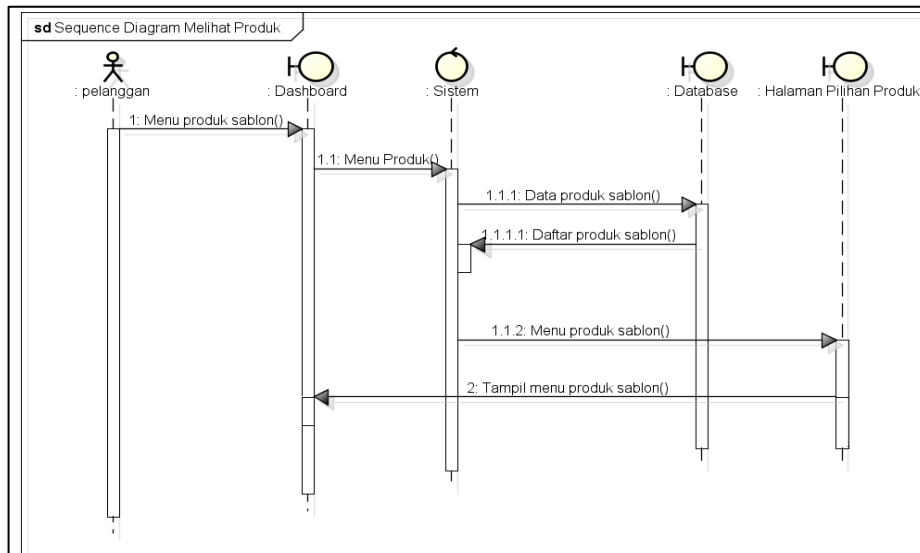 sd Sequence Diagram Melihat Produk
: pelanggan
: Dashboard
: Sistem
: Database
: Halaman Pilihan Produk
1: Menu produk sablon()
1.1: Menu Produk()
1.1.1: Data produk sablon()
1.1.1.1: Daftar produk sablon()
1.1.2: Menu produk sablon()
2: Tampil menu produk sablon()